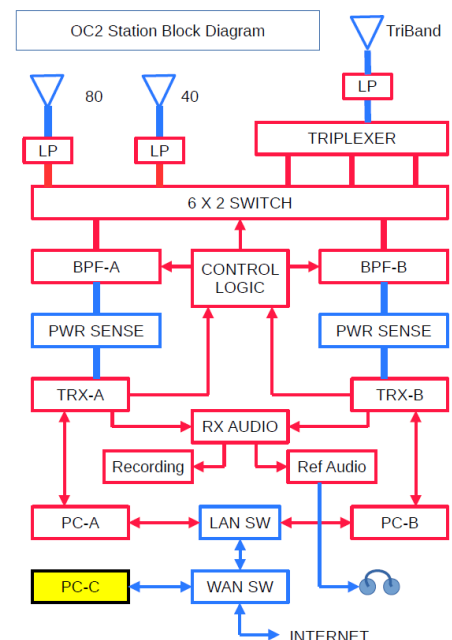 OC2 Station Block Diagram
TriBand
80
40
LP
LP
LP
TRIPLEXER
6 X 2 SWITCH
BPF-A
CONTROL
LOGIC
BPF-B
PWR SENSE
PWR SENSE
TRX-A
TRX-B
RX AUDIO
Recording
Ref Audio
PC-A
LAN SW
PC-B
PC-C
WAN SW
INTERNET